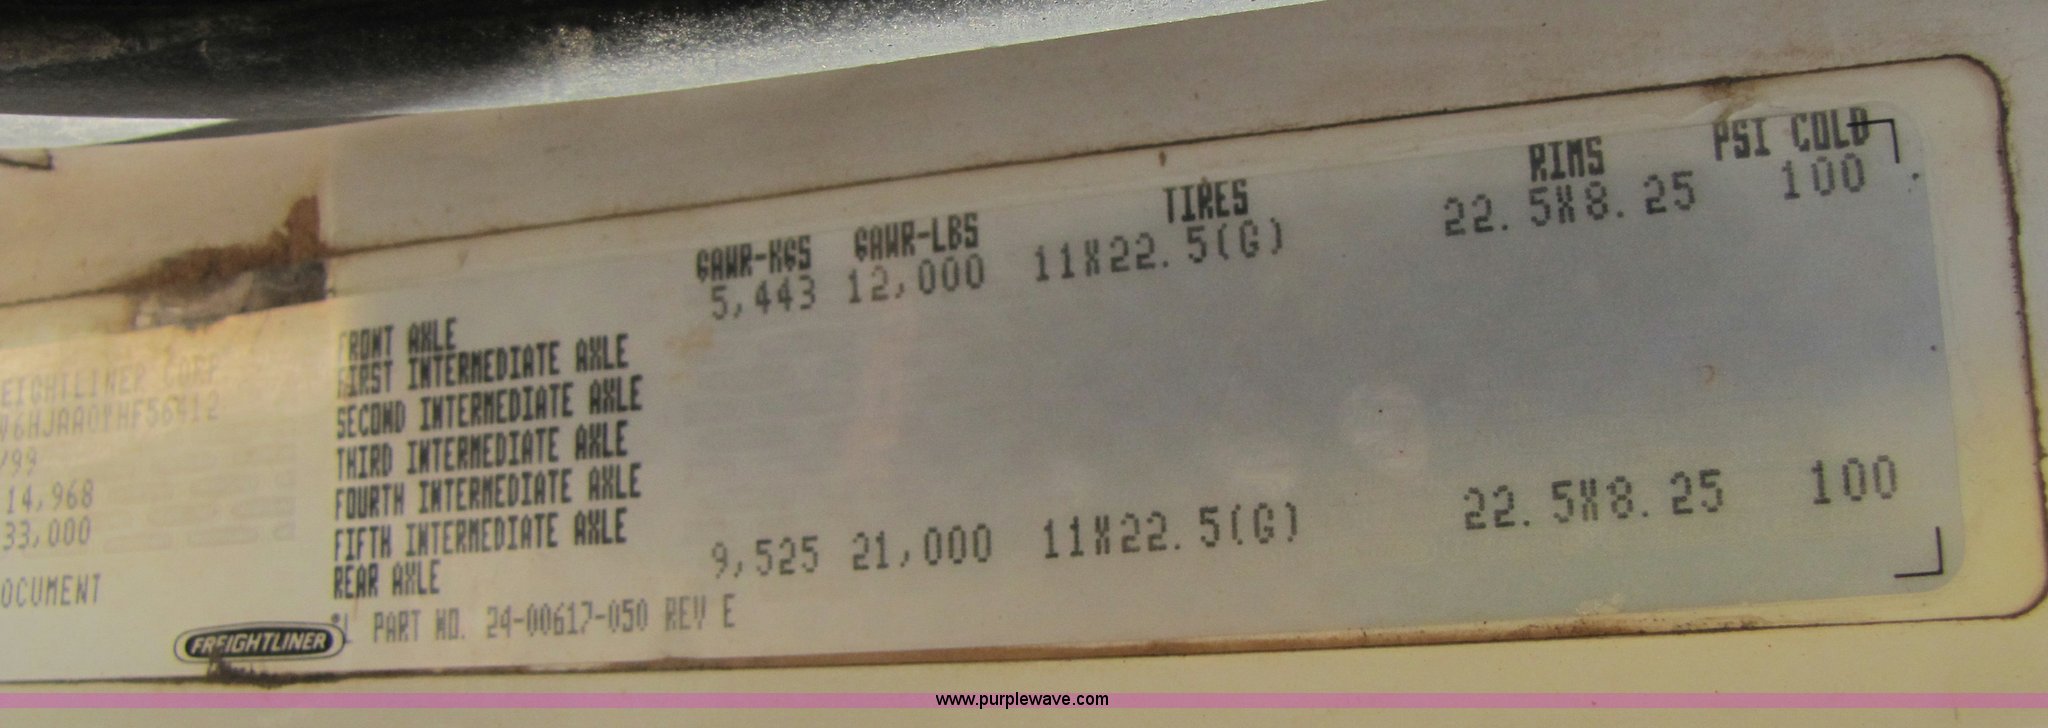 GAWR-KGS GAWR-LBS TIRES RIMS PSI COLD
5,443 12,000 11X22.5(G) 22.5X8.25 100
FRONT AXLE
FIRST INTERMEDIATE AXLE
SECOND INTERMEDIATE AXLE
THIRD INTERMEDIATE AXLE
FOURTH INTERMEDIATE AXLE
FIFTH INTERMEDIATE AXLE
REAR AXLE 9,525 21,000 11X22.5(G) 22.5X8.25 100
EIGHTLINER CORP
/99
14,968
33,000
OCUMENT
L PART NO. 24-00617-050 REV E
FREIGHTLINER
www.purplewave.com